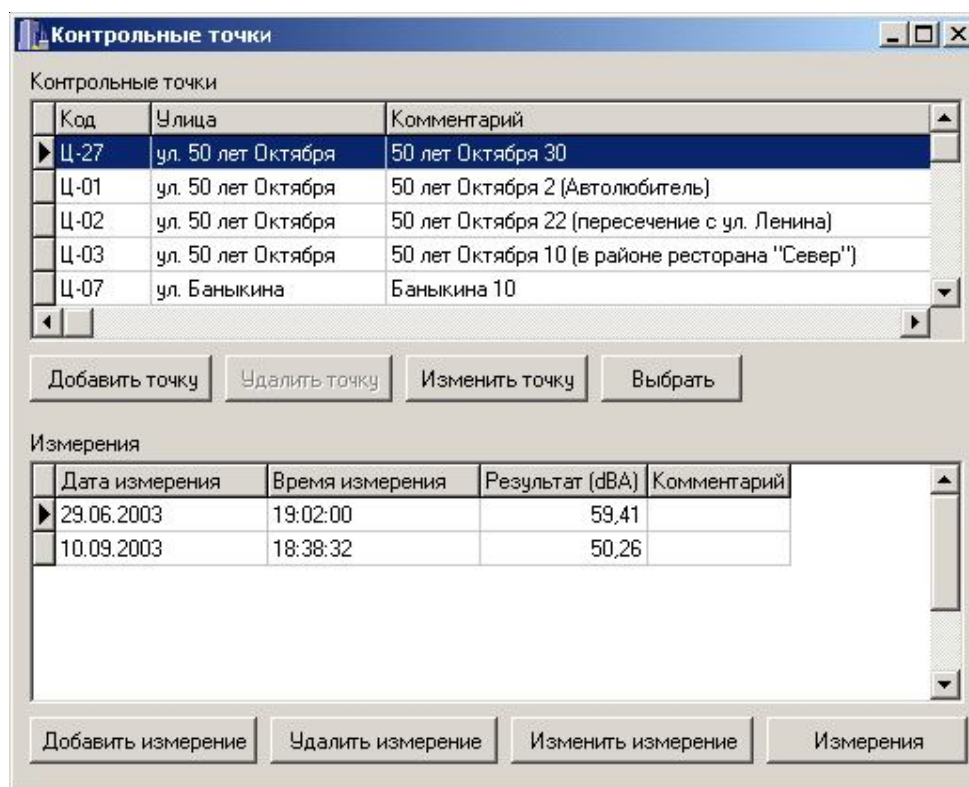 Контрольные точки
Контрольные точки
Код Улица Комментарий
Ц-27 ул. 50 лет Октября 50 лет Октября 30
Ц-01 ул. 50 лет Октября 50 лет Октября 2 (Автолюбитель)
Ц-02 ул. 50 лет Октября 50 лет Октября 22 (пересечение с ул. Ленина)
Ц-03 ул. 50 лет Октября 50 лет Октября 10 (в районе ресторана "Север")
Ц-07 ул. Баныкина Баныкина 10
Добавить точку Удалить точку Изменить точку Выбрать
Измерения
Дата измерения Время измерения Результат (dBA) Комментарий
29.06.2003 19:02:00 59,41
10.09.2003 18:38:32 50,26
Добавить измерение Удалить измерение Изменить измерение Измерения